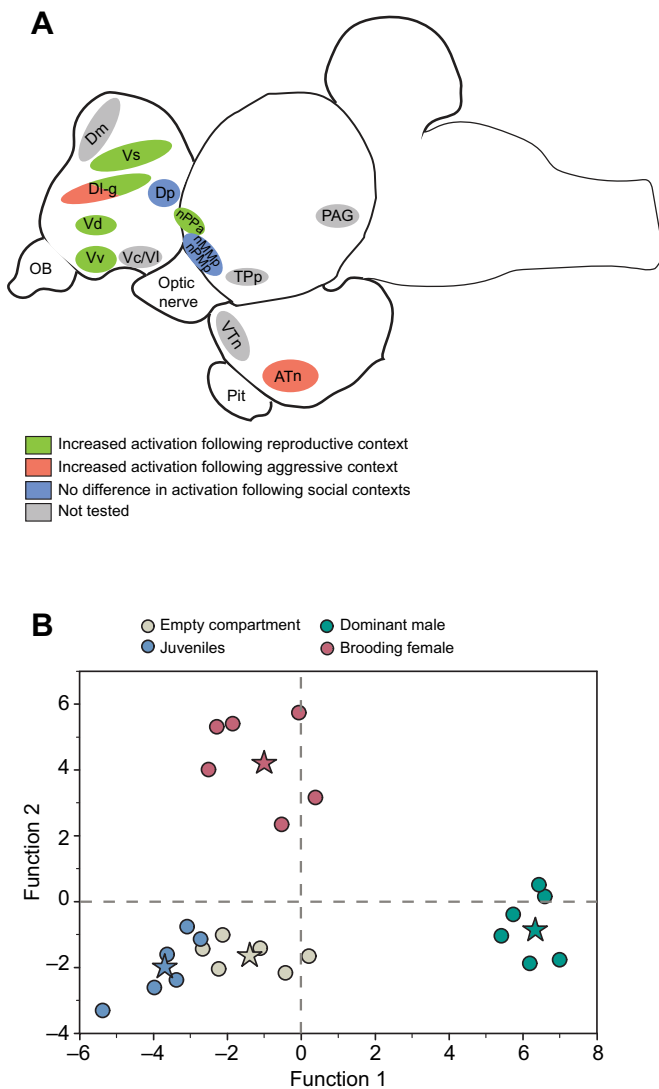 A
Dm
Vs
Dl-g
Dp
nPPa
Vd
nMMp
nPMp
PAG
Vv
Vc/Vl
OB
TPp
Optic
nerve
VTn
ATn
Pit
Increased activation following reproductive context
Increased activation following aggressive context
No difference in activation following social contexts
Not tested
B
Empty compartment
Dominant male
Juveniles
Brooding female
6
4
2
0
–2
–4
Function 2
–6
–4
–2
0
2
4
6
8
Function 1